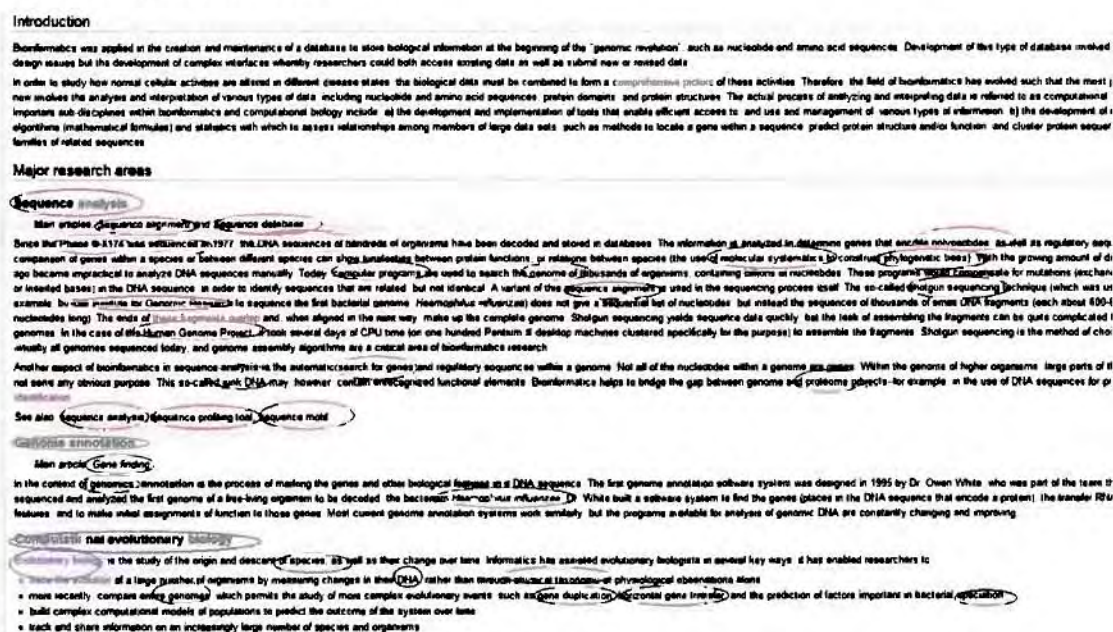 Introduction
Bioinformatics was applied in the creation and maintenance of a database to store biological information at the beginning of the "genomic revolution", such as nucleotide and amino acid sequences. Development of this type of database involved
design issues but the development of complex interfaces whereby researchers could both access existing data as well as submit new or revised data
In order to study how normal cellular activities are altered in different disease states, the biological data must be combined to form a comprehensive picture of these activities. Therefore, the field of bioinformatics has evolved such that the most
now involves the analysis and interpretation of various types of data, including nucleotide and amino acid sequences, protein domains, and protein structures. The actual process of analyzing and interpreting data is referred to as computational
important sub-disciplines within bioinformatics and computational biology include: a) the development and implementation of tools that enable efficient access to, and use and management of, various types of information. b) the development of
algorithms (mathematical formulas) and statistics with which to assess relationships among members of large data sets, such as methods to locate a gene within a sequence, predict protein structure and/or function, and cluster protein sequen
families of related sequences
Major research areas
Sequence analysis
Main articles: Sequence alignment and Sequence database
Since the Phage Φ-X174 was sequenced in 1977, the DNA sequences of hundreds of organisms have been decoded and stored in databases. The information is analyzed to determine genes that encode polypeptides, as well as regulatory seq
comparison of genes within a species or between different species can show similarities between protein functions, or relations between species (the use of molecular systematics to construct phylogenetic trees). With the growing amount of d
ago became impractical to analyze DNA sequences manually. Today, computer programs are used to search the genome of thousands of organisms, containing billions of nucleotides. These programs would compensate for mutations (exchan
or inserted bases) in the DNA sequence, in order to identify sequences that are related, but not identical. A variant of this sequence alignment is used in the sequencing process itself. The so-called shotgun sequencing technique (which was us
example, by The Institute for Genomic Research to sequence the first bacterial genome, Haemophilus influenzae) does not give a sequential list of nucleotides, but instead the sequences of thousands of small DNA fragments (each about 600-8
nucleotides long). The ends of these fragments overlap and, when aligned in the right way, make up the complete genome. Shotgun sequencing yields sequence data quickly, but the task of assembling the fragments can be quite complicated
genomes. In the case of the Human Genome Project, it took several days of CPU time (on one hundred Pentium III desktop machines clustered specifically for the purpose) to assemble the fragments. Shotgun sequencing is the method of choi
virtually all genomes sequenced today, and genome assembly algorithms are a critical area of bioinformatics research
Another aspect of bioinformatics in sequence analysis is the automatic search for genes and regulatory sequences within a genome. Not all of the nucleotides within a genome are genes. Within the genome of higher organisms, large parts of
not serve any obvious purpose. This so-called junk DNA may, however, contain unrecognized functional elements. Bioinformatics helps to bridge the gap between genome and proteome projects--for example, in the use of DNA sequences for pr
identification
See also: sequence analysis, sequence profiling tool, sequence motif
Genome annotation
Main article: Gene finding
In the context of genomics, annotation is the process of marking the genes and other biological features in a DNA sequence. The first genome annotation software system was designed in 1995 by Dr. Owen White, who was part of the team th
sequenced and analyzed the first genome of a free-living organism to be decoded, the bacterium Haemophilus influenzae. Dr. White built a software system to find the genes (places in the DNA sequence that encode a protein), the transfer RN
features, and to make initial assignments of function to those genes. Most current genome annotation systems work similarly, but the programs available for analysis of genomic DNA are constantly changing and improving
Computational evolutionary biology
Evolutionary biology is the study of the origin and descent of species, as well as their change over time. Informatics has assisted evolutionary biologists in several key ways; it has enabled researchers to
• trace the evolution of a large number of organisms by measuring changes in their DNA, rather than through physical taxonomy or physiological observations alone
• more recently, compare entire genomes, which permits the study of more complex evolutionary events, such as gene duplication, horizontal gene transfer, and the prediction of factors important in bacterial speciation
• build complex computational models of populations to predict the outcome of the system over time
• track and share information on an increasingly large number of species and organisms